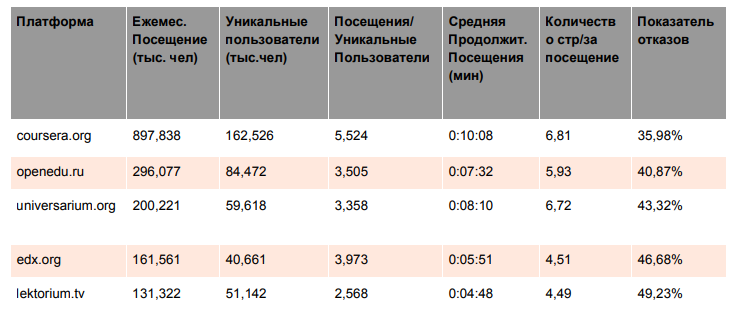 Платформа | Ежемес. Посещение (тыс. чел) | Уникальные пользователи (тыс.чел) | Посещения/ Уникальные Пользователи | Средняя Продолжит. Посещения (мин) | Количеств о стр/за посещение | Показатель отказов
coursera.org | 897,838 | 162,526 | 5,524 | 0:10:08 | 6,81 | 35,98%
openedu.ru | 296,077 | 84,472 | 3,505 | 0:07:32 | 5,93 | 40,87%
universarium.org | 200,221 | 59,618 | 3,358 | 0:08:10 | 6,72 | 43,32%
edx.org | 161,561 | 40,661 | 3,973 | 0:05:51 | 4,51 | 46,68%
lektorium.tv | 131,322 | 51,142 | 2,568 | 0:04:48 | 4,49 | 49,23%